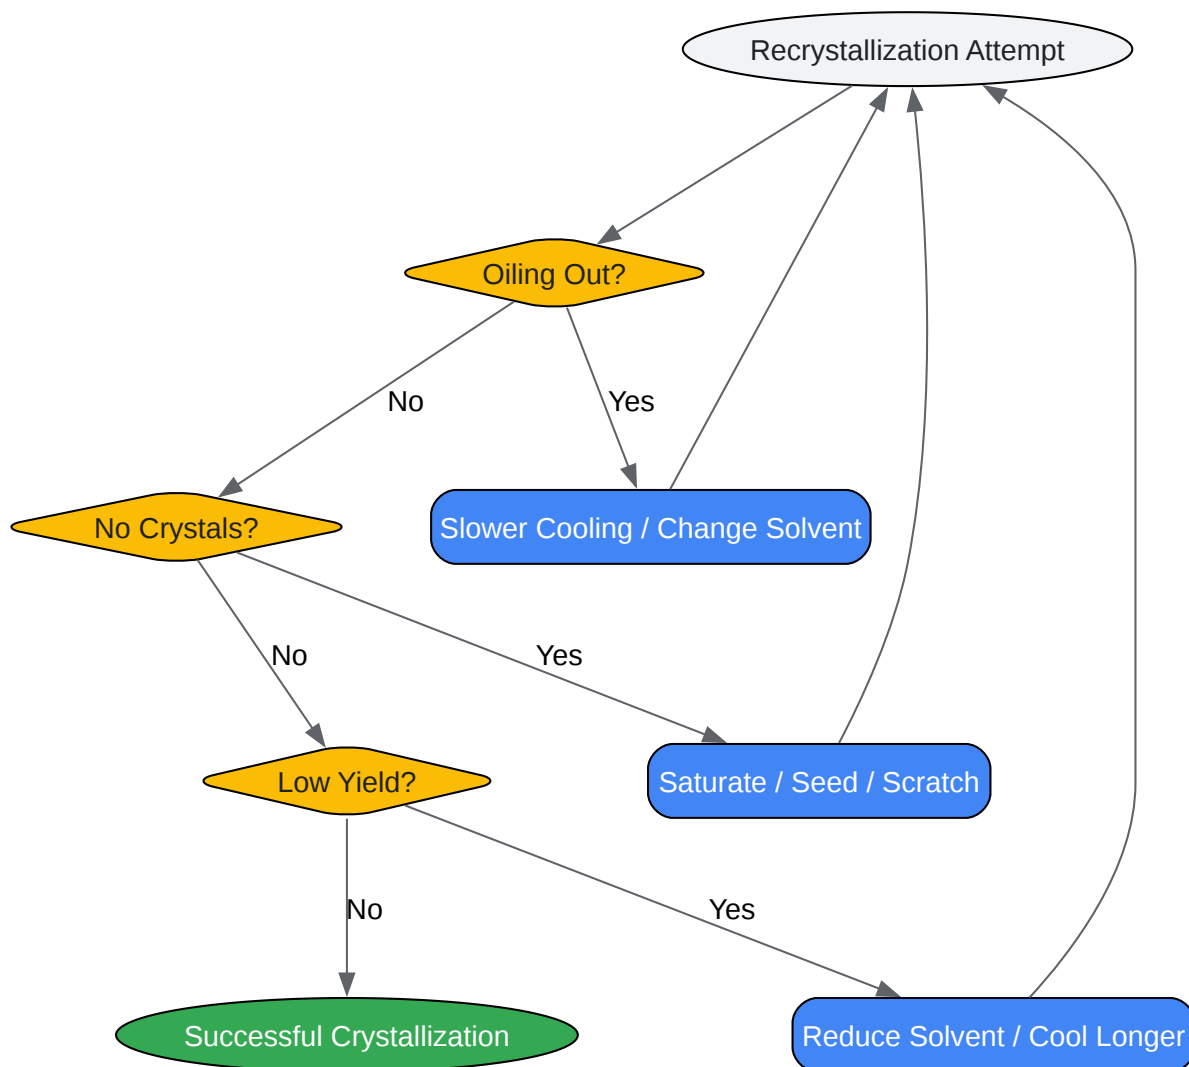 Recrystallization Attempt
Oiling Out?
No
Yes
No Crystals?
Slower Cooling / Change Solvent
No
Yes
Low Yield?
Saturate / Seed / Scratch
No
Yes
Successful Crystallization
Reduce Solvent / Cool Longer